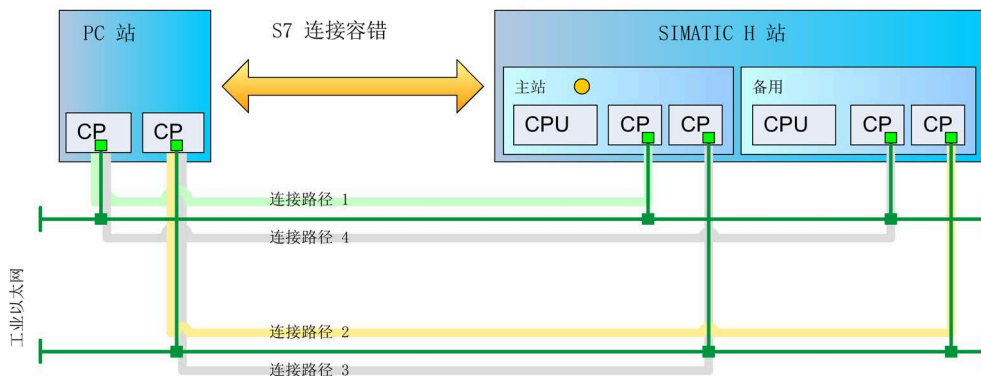 PC 站
S7 连接容错
SIMATIC H 站
主站
备用
CP
CP
CPU
CP
CP
CPU
CP
CP
连接路径 1
连接路径 4
工业以太网
连接路径 2
连接路径 3